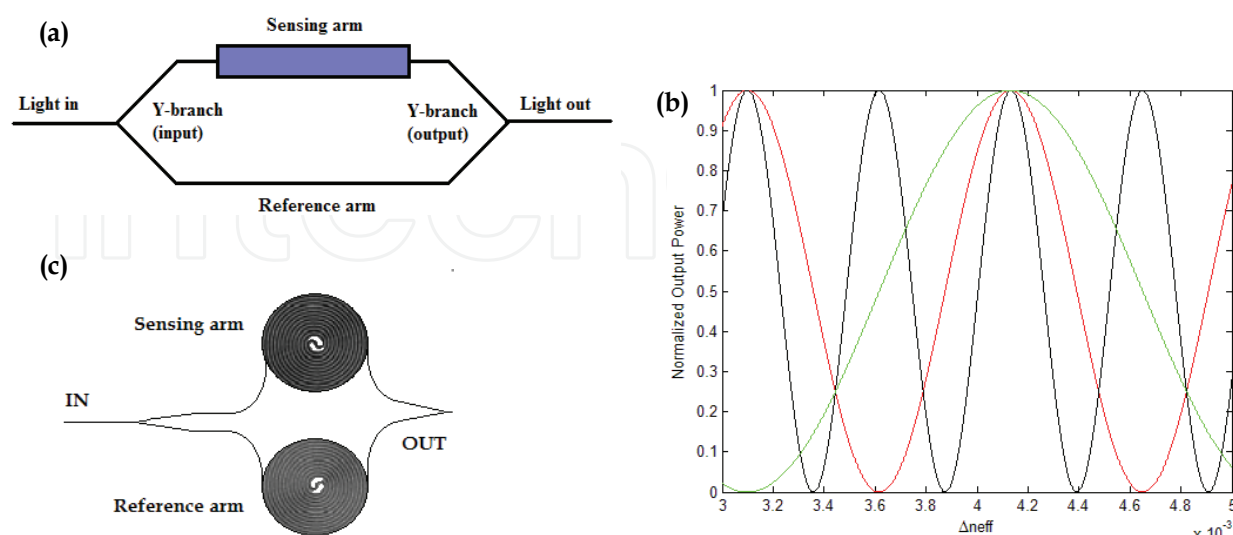 (a)
Sensing arm
Light in
Y-branch
(input)
Y-branch
(output)
Light out
Reference arm
(b)
Normalized Output Power
1
0.9
0.8
0.7
0.6
0.5
0.4
0.3
0.2
0.1
0
3
3.2
3.4
3.6
3.8
4
4.2
4.4
4.6
4.8
5
Δneff
x 10-3
(c)
Sensing arm
IN
OUT
Reference arm